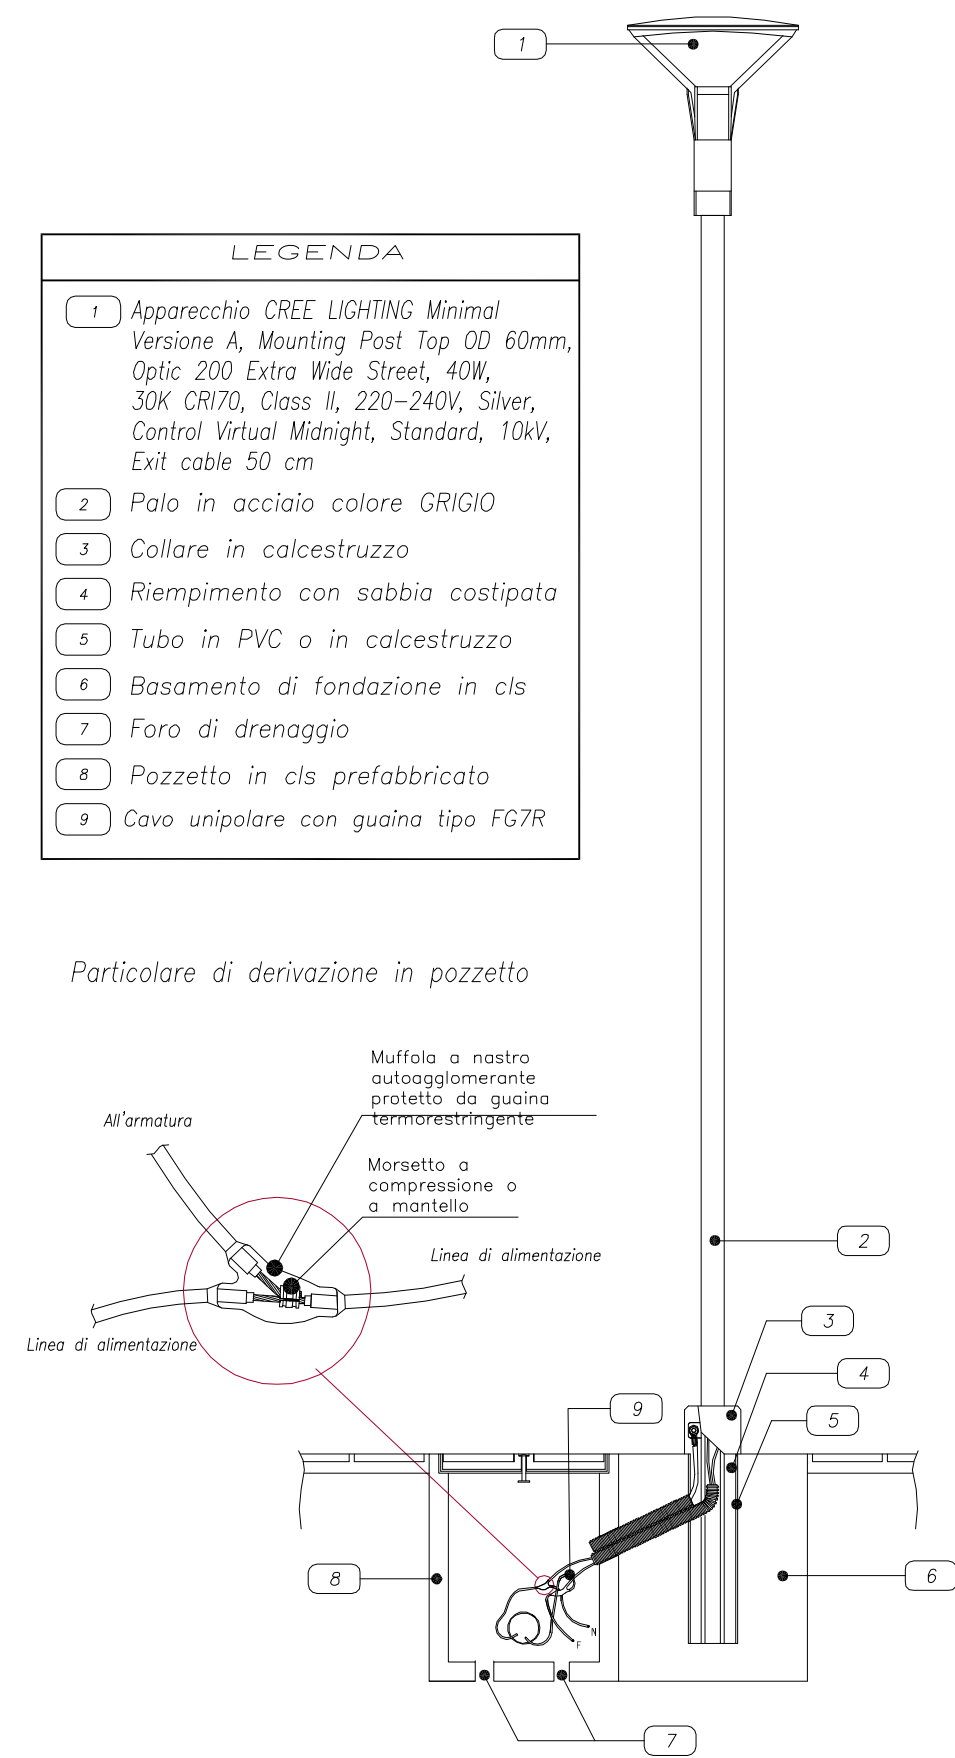 1
LEGENDA
1 Apparecchio CREE LIGHTING Minimal
Versione A, Mounting Post Top OD 60mm,
Optic 200 Extra Wide Street, 40W,
30K CRI70, Class II, 220-240V, Silver,
Control Virtual Midnight, Standard, 10kV,
Exit cable 50 cm
2 Palo in acciaio colore GRIGIO
3 Collare in calcestruzzo
4 Riempimento con sabbia costipata
5 Tubo in PVC o in calcestruzzo
6 Basamento di fondazione in cls
7 Foro di drenaggio
8 Pozzetto in cls prefabbricato
9 Cavo unipolare con guaina tipo FG7R
Particolare di derivazione in pozzetto
Muffola a nastro
autoagglomerante
protetto da guaina
termorestringente
All'armatura
Morsetto a
compressione o
a mantello
Linea di alimentazione
Linea di alimentazione
2
3
4
9
5
8
6
N
F
7